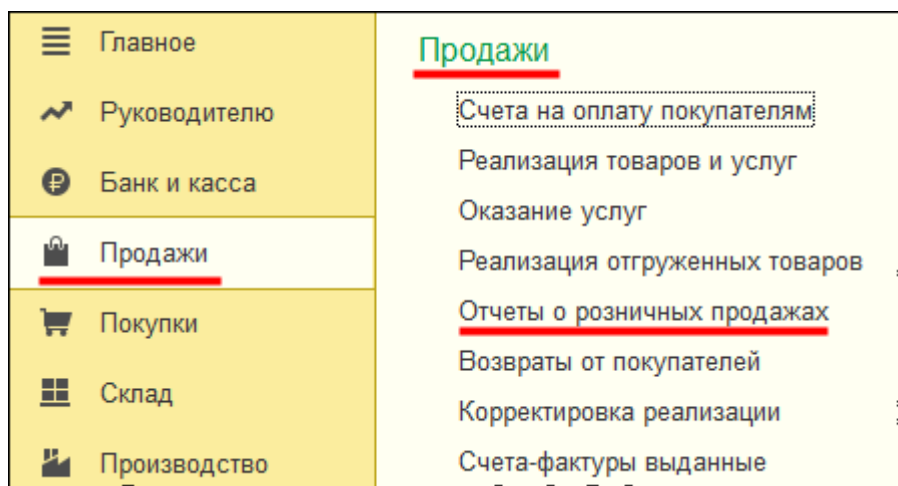 Главное
Руководителю
Банк и касса
Продажи
Покупки
Склад
Производство
Продажи
Счета на оплату покупателям
Реализация товаров и услуг
Оказание услуг
Реализация отгруженных товаров
Отчеты о розничных продажах
Возвраты от покупателей
Корректировка реализации
Счета-фактуры выданные